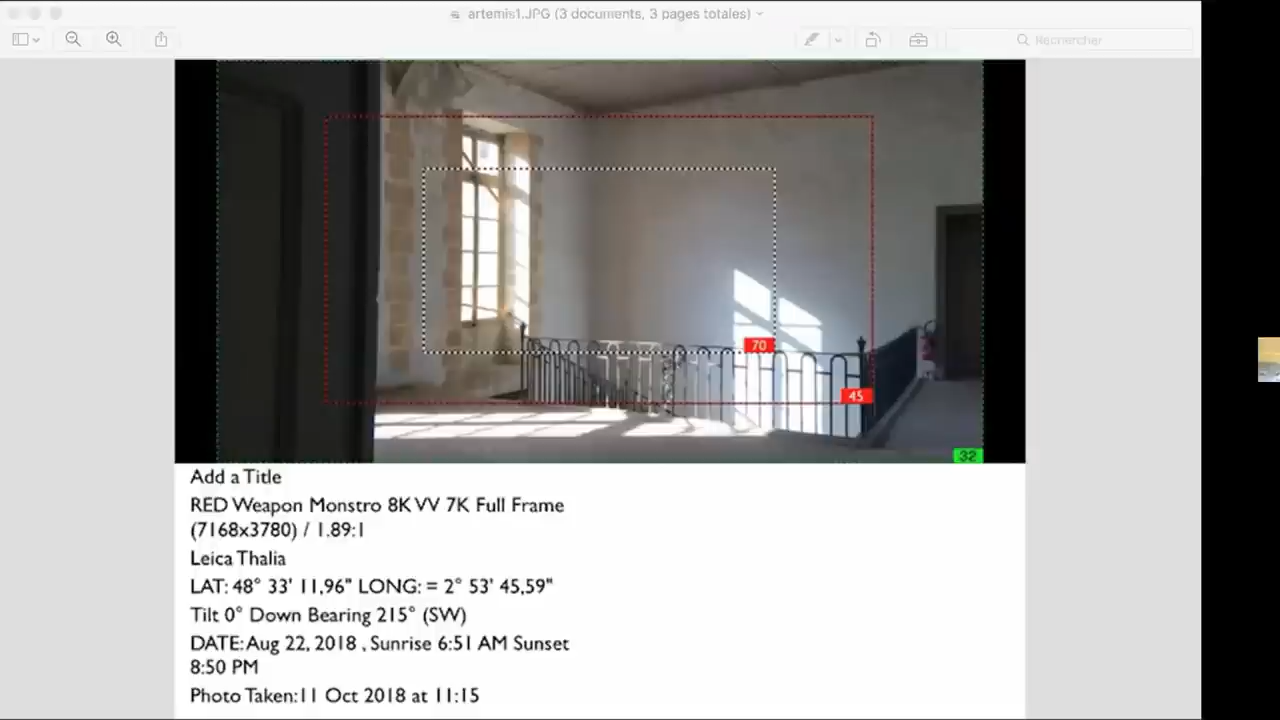 artemis1.JPG (3 documents, 3 pages totales)
Rechercher
70
45
32
Add a Title
RED Weapon Monstro 8K VV 7K Full Frame
(7168x3780) / 1.89:1
Leica Thalia
LAT: 48° 33' 11,96" LONG: = 2° 53' 45,59"
Tilt 0° Down Bearing 215° (SW)
DATE: Aug 22, 2018 , Sunrise 6:51 AM Sunset
8:50 PM
Photo Taken:11 Oct 2018 at 11:15